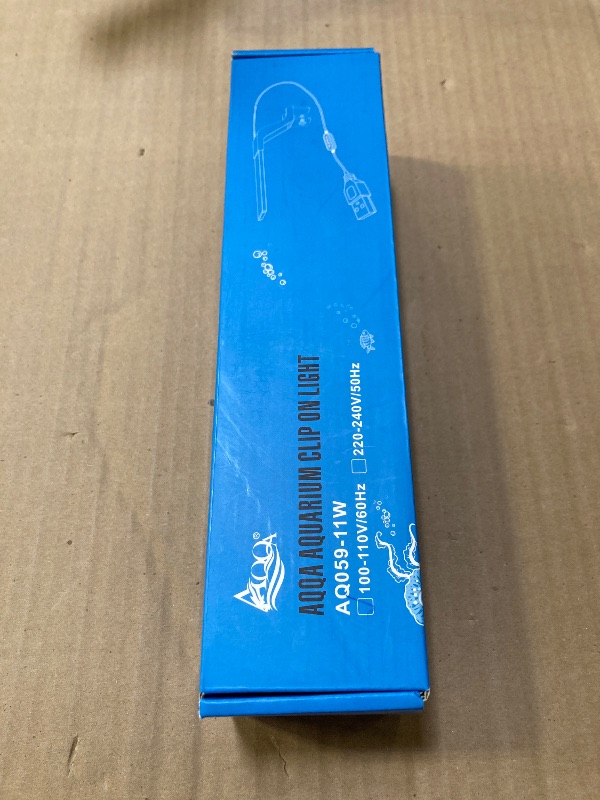 AQQA®
AQQA AQUARIUM CLIP ON LIGHT
AQ059-11W
100-110V/60Hz 220-240V/50Hz